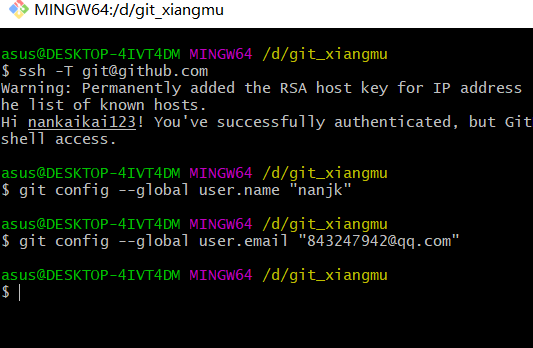 MINGW64:/d/git_xiangmu
asus@DESKTOP-4IVT4DM MINGW64 /d/git_xiangmu
$ ssh -T git@github.com
Warning: Permanently added the RSA host key for IP address
he list of known hosts.
Hi nankaikai123! You've successfully authenticated, but Git
shell access.
asus@DESKTOP-4IVT4DM MINGW64 /d/git_xiangmu
$ git config --global user.name "nanjk"
asus@DESKTOP-4IVT4DM MINGW64 /d/git_xiangmu
$ git config --global user.email "843247942@qq.com"
asus@DESKTOP-4IVT4DM MINGW64 /d/git_xiangmu
$